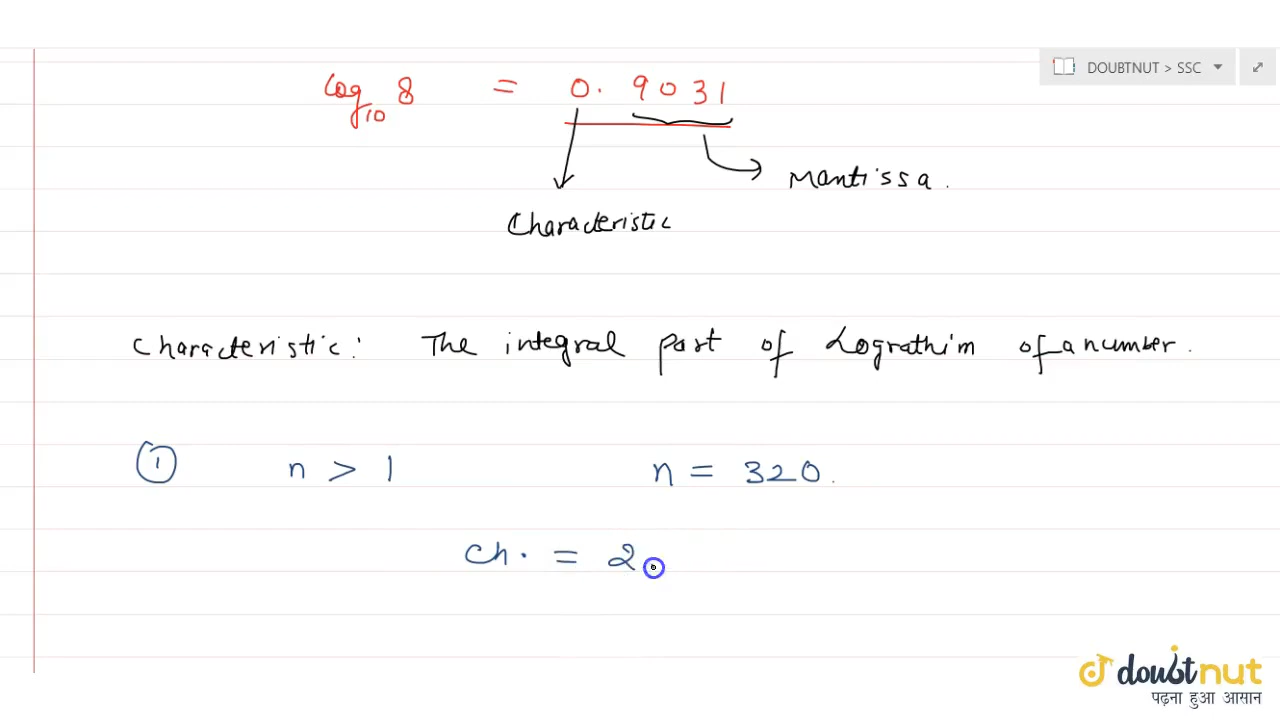 DOUBTNUT > SSC
log₁₀ 8 = 0.9031
Mantissa.
Characteristic
Characteristic: The integral part of Lograthim of a number.
① n > 1 n = 320.
Ch. = 2
doubtnut
पढ़ना हुआ आसान